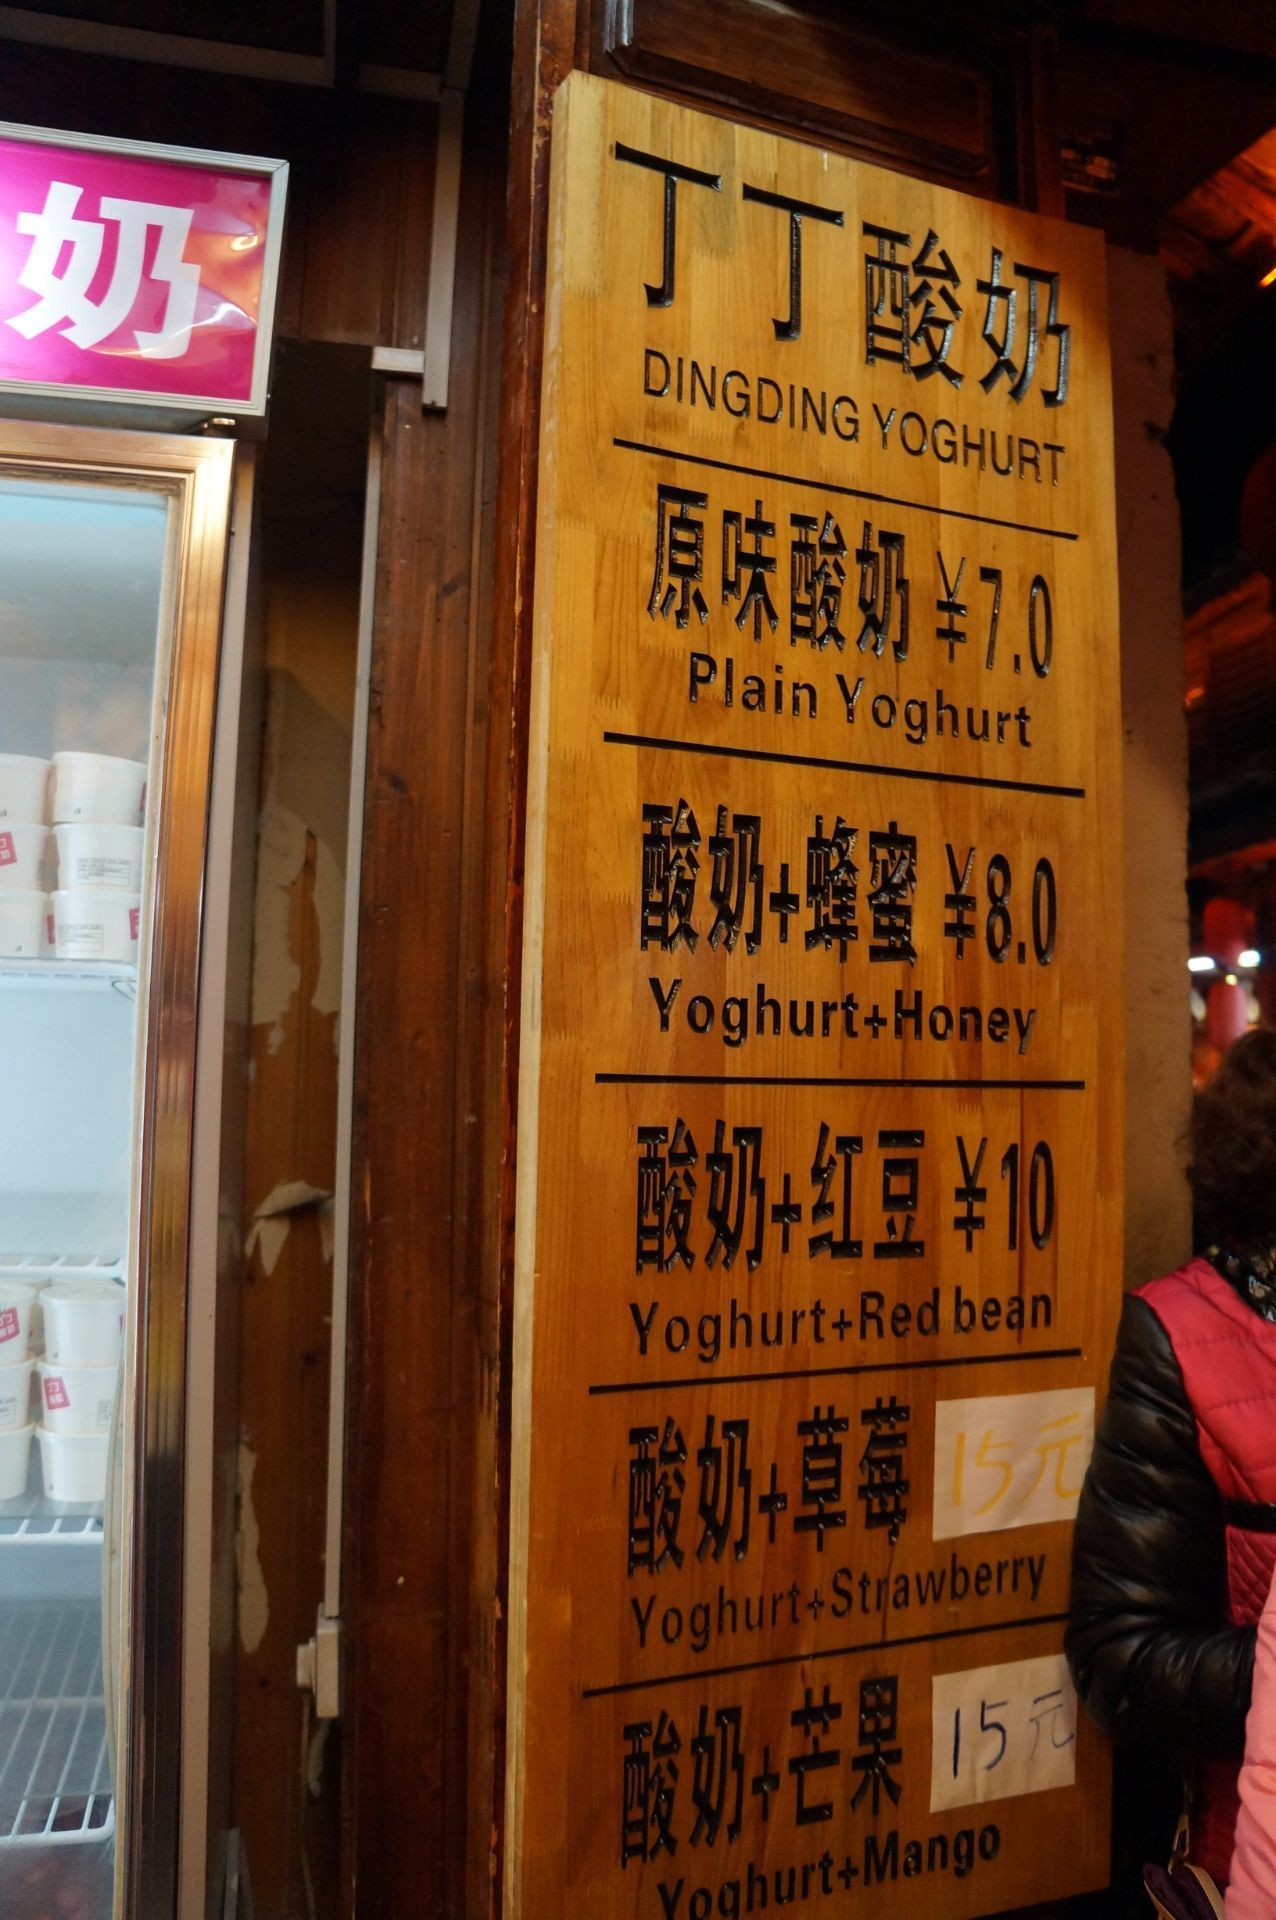 奶
丁丁酸奶
DINGDING YOGHURT
原味酸奶 ¥7.0
Plain Yoghurt
酸奶+蜂蜜 ¥8.0
Yoghurt+Honey
酸奶+红豆 ¥10
Yoghurt+Red bean
酸奶+草莓 15元
Yoghurt+Strawberry
酸奶+芒果 15元
Yoghurt+Mango